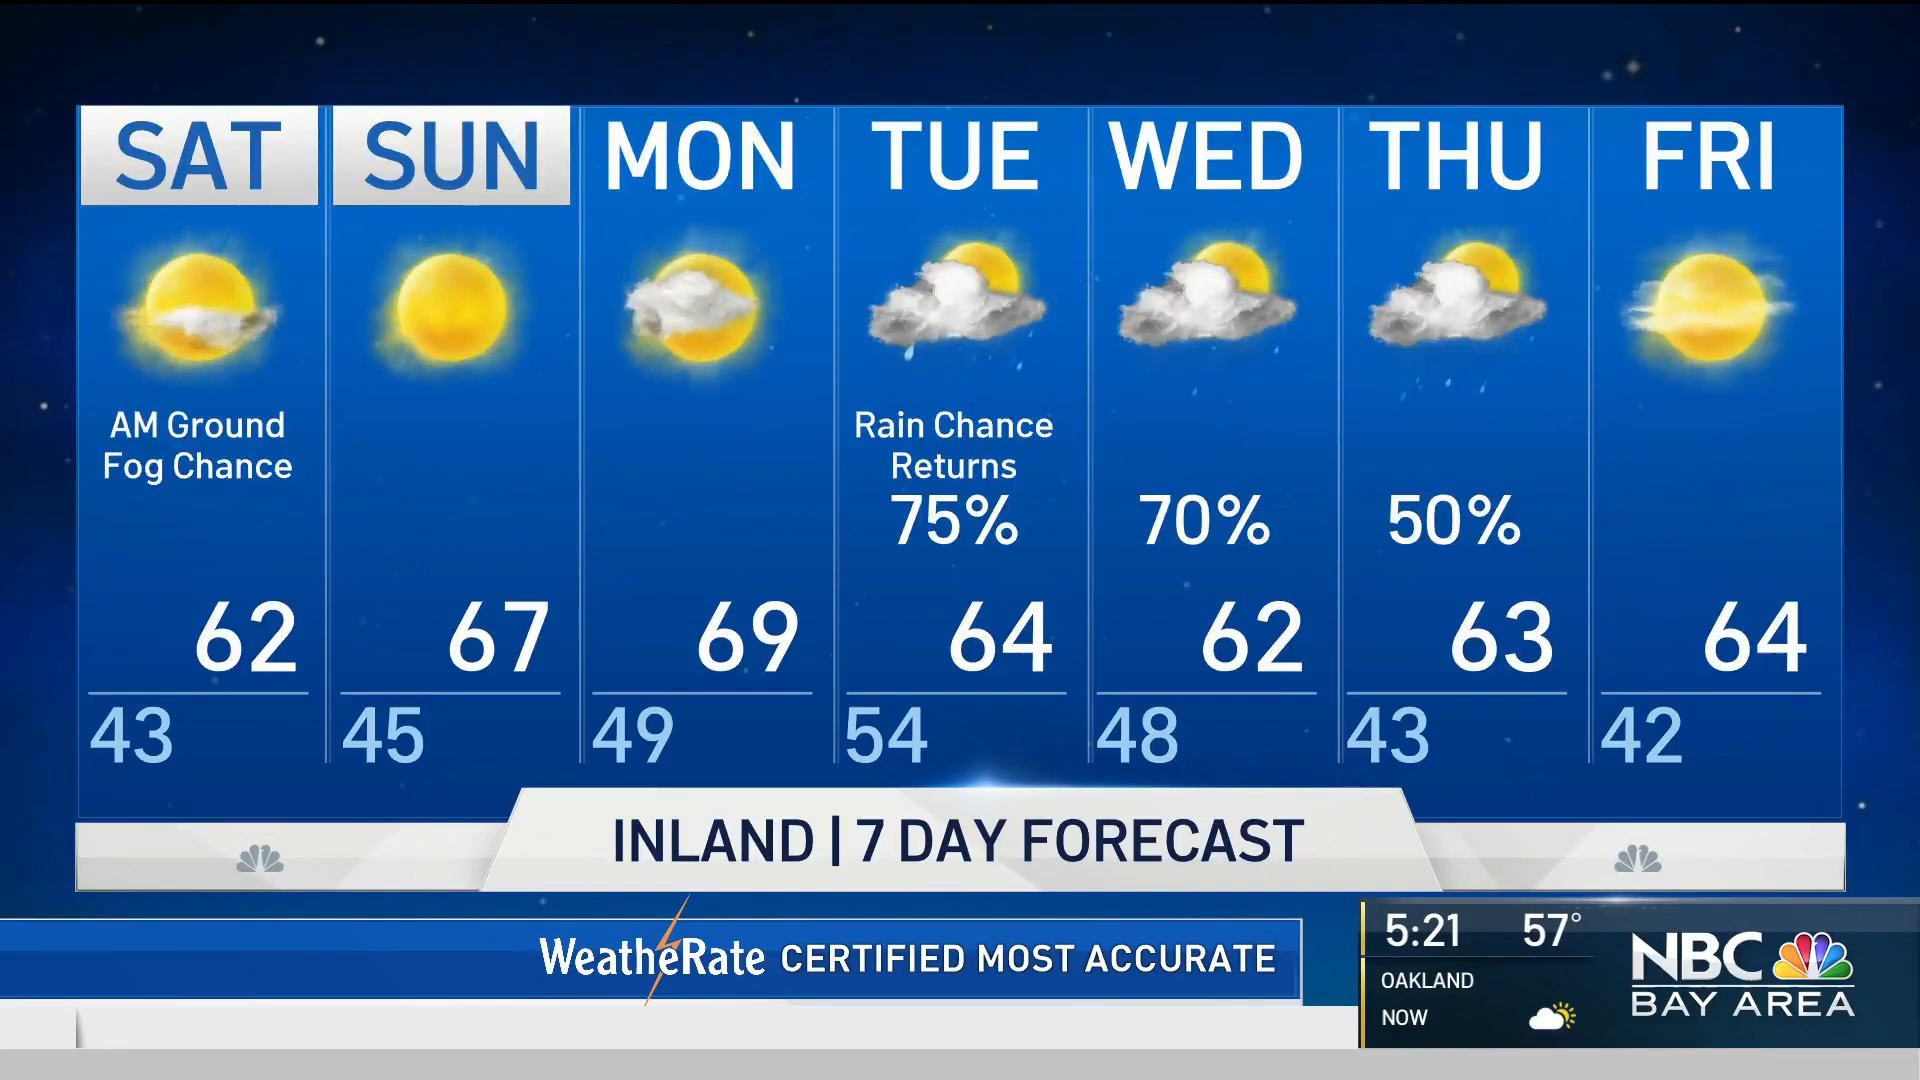 SAT SUN MON TUE WED THU FRI
AM Ground
Fog Chance
Rain Chance
Returns
75% 70% 50%
62 67 69 64 62 63 64
43 45 49 54 48 43 42
INLAND | 7 DAY FORECAST
WeatheRate CERTIFIED MOST ACCURATE
5:21 57°
OAKLAND
NOW
NBC
BAY AREA